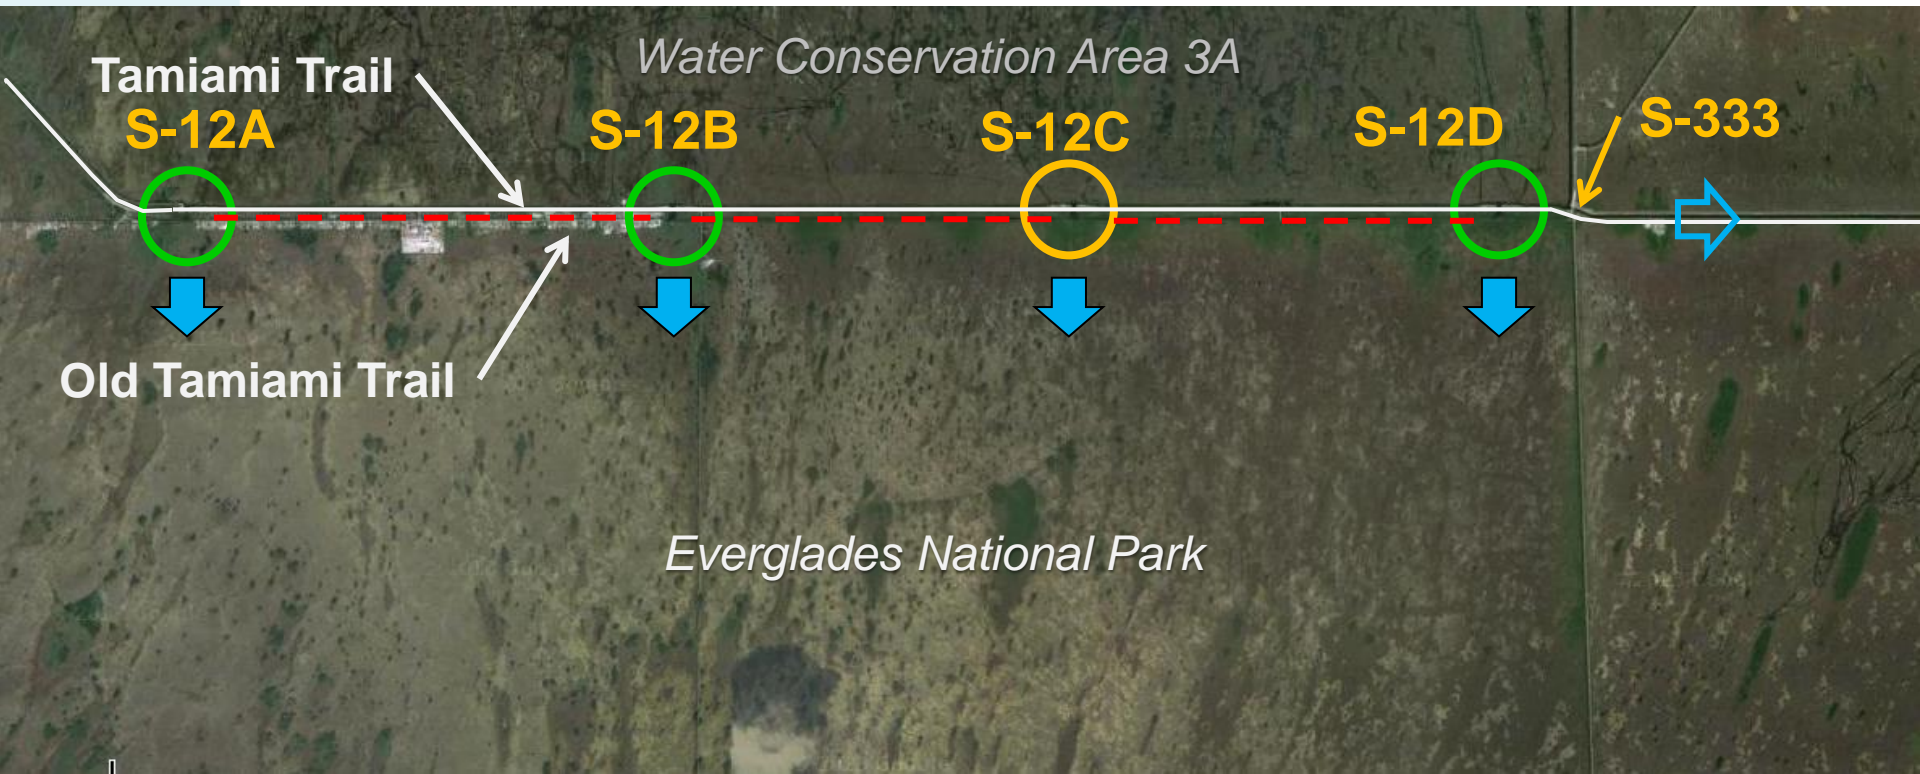 Water Conservation Area 3A
Tamiami Trail
S-12A
S-12B
S-12C
S-12D
S-333
Old Tamiami Trail
Everglades National Park